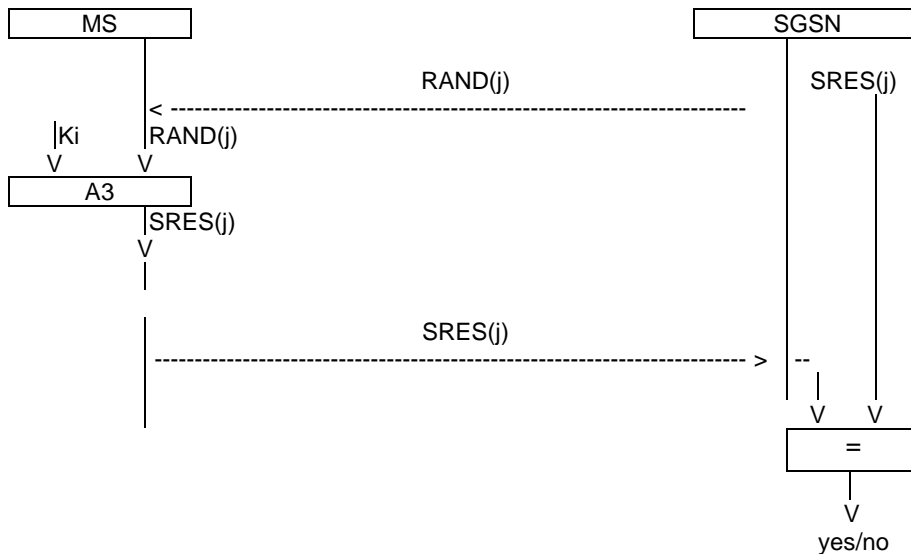 MS SGSN
RAND(j) SRES(j)
< ----------------------------------------------------------------
Ki RAND(j)
V V
A3
SRES(j)
V
SRES(j)
---------------------------------------------------------------- > --
V V
=
V
yes/no